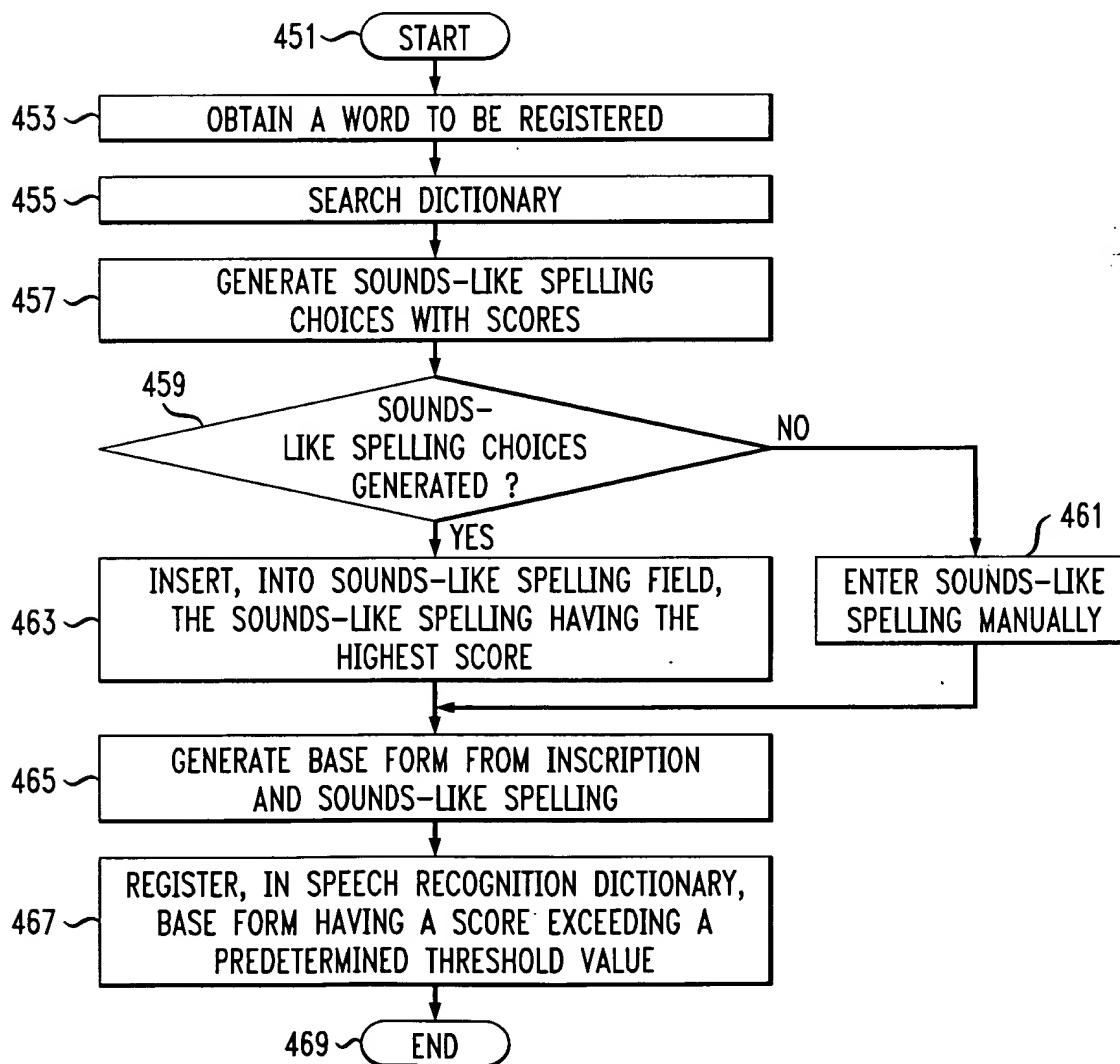 451 START
453 OBTAIN A WORD TO BE REGISTERED
455 SEARCH DICTIONARY
457 GENERATE SOUNDS-LIKE SPELLING
CHOICES WITH SCORES
459
SOUNDS-
LIKE SPELLING CHOICES
GENERATED ?
NO
YES
461
ENTER SOUNDS-LIKE
SPELLING MANUALLY
463 INSERT, INTO SOUNDS-LIKE SPELLING FIELD,
THE SOUNDS-LIKE SPELLING HAVING THE
HIGHEST SCORE
465 GENERATE BASE FORM FROM INSCRIPTION
AND SOUNDS-LIKE SPELLING
467 REGISTER, IN SPEECH RECOGNITION DICTIONARY,
BASE FORM HAVING A SCORE EXCEEDING A
PREDETERMINED THRESHOLD VALUE
469 END